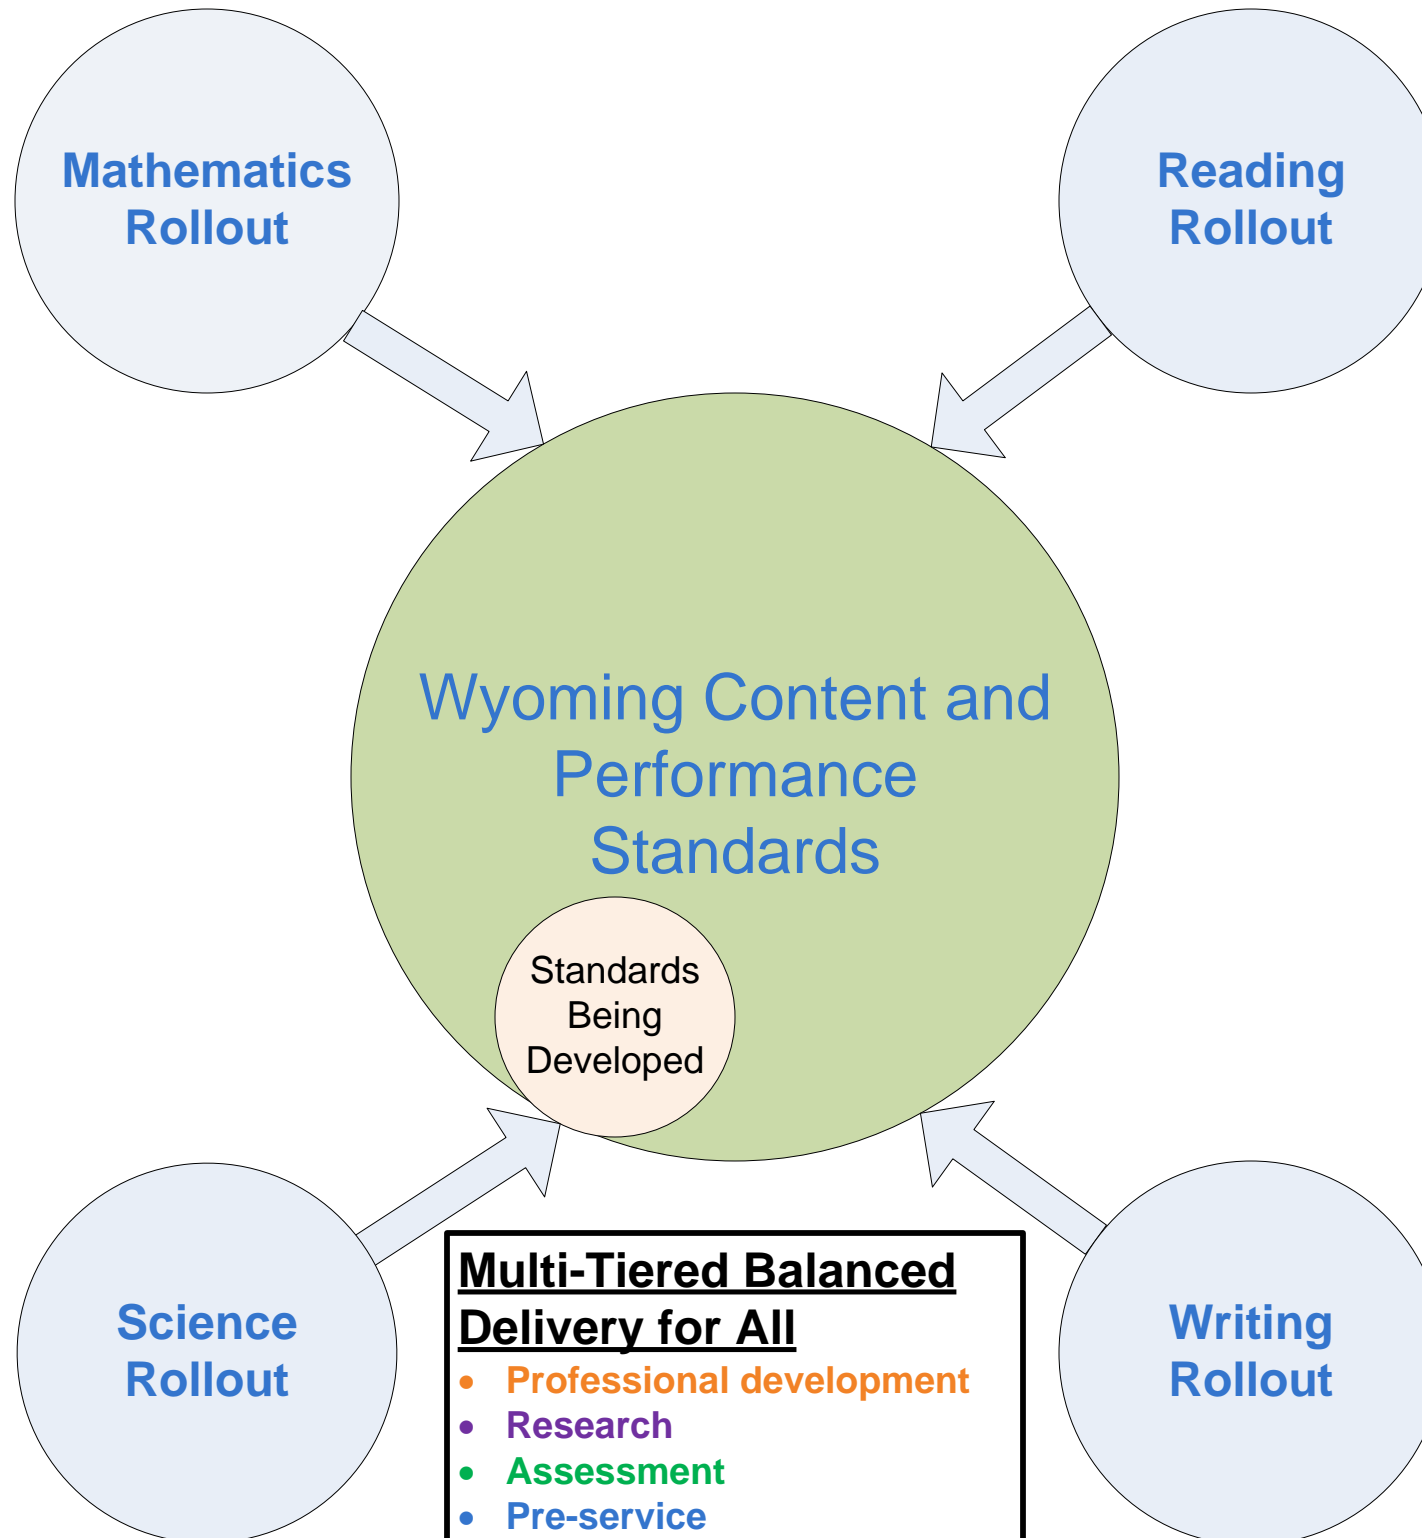 Mathematics
Rollout
Reading
Rollout
Wyoming Content and
Performance
Standards
Standards
Being
Developed
Science
Rollout
Multi-Tiered Balanced
Delivery for All
• Professional development
• Research
• Assessment
• Pre-service
Writing
Rollout